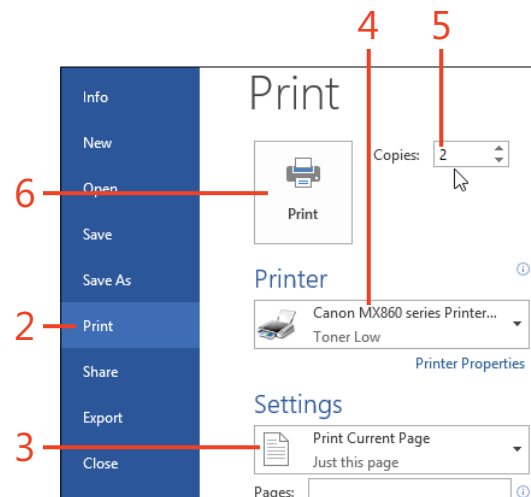 4
5
Info
New
Open
Save
Save As
Print
Share
Export
Close
6
2
3
Print
Copies: 2
Print
Printer
Canon MX860 series Printer...
Toner Low
Printer Properties
Settings
Print Current Page
Just this page
Pages: